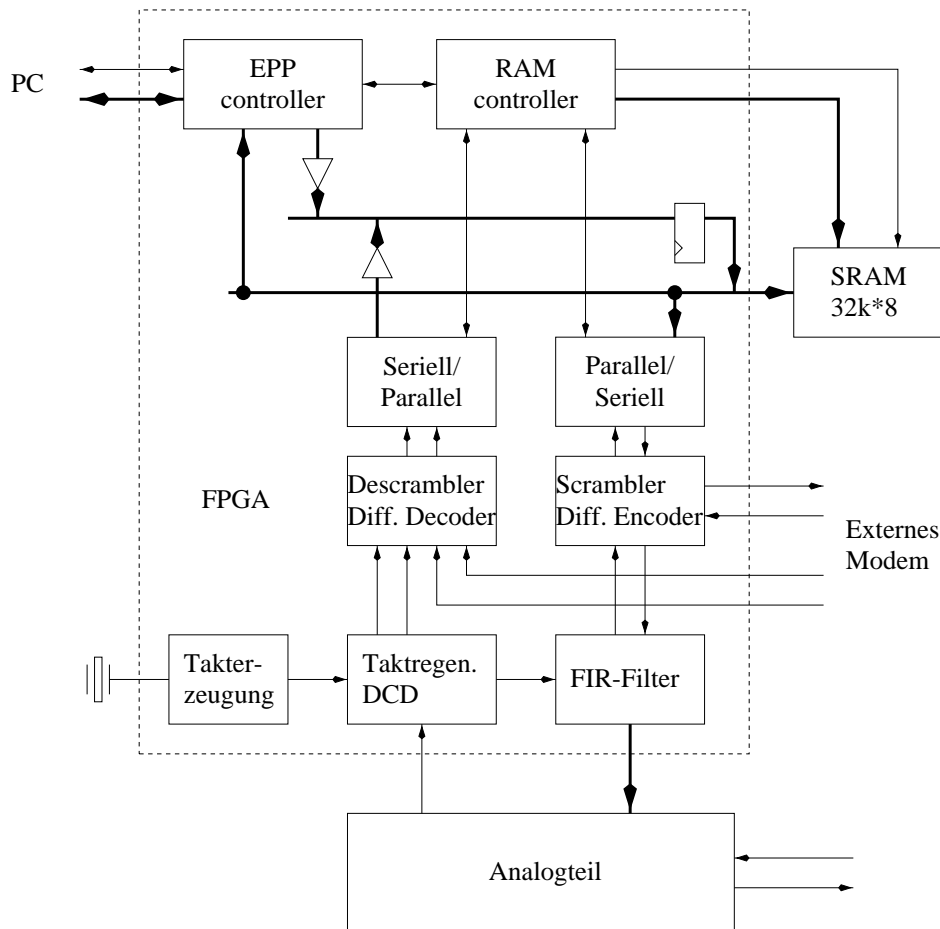 PC
EPP
controller
RAM
controller
SRAM
32k*8
Seriell/
Parallel
Parallel/
Seriell
FPGA
Descrambler
Diff. Decoder
Scrambler
Diff. Encoder
Externes
Modem
Takter-
zeugung
Taktregen.
DCD
FIR-Filter
Analogteil